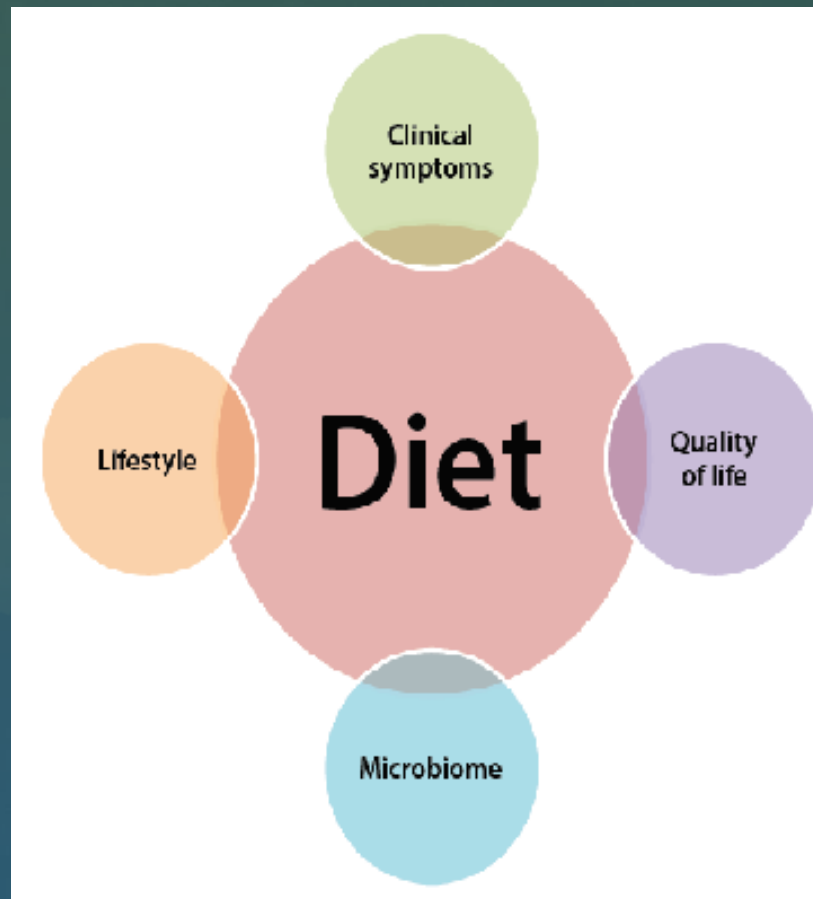 Clinical
symptoms
Lifestyle
Diet
Quality
of life
Microbiome